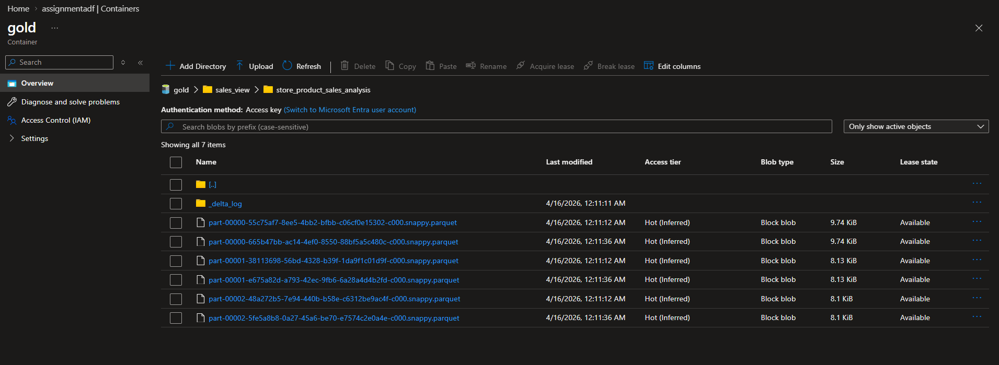 Home > assignmentadf | Containers
gold ...
Container
Search
Overview
Diagnose and solve problems
Access Control (IAM)
Settings
Add Directory Upload Refresh Delete Copy Paste Rename Acquire lease Break lease Edit columns
gold > sales_view > store_product_sales_analysis
Authentication method: Access key (Switch to Microsoft Entra user account)
Search blobs by prefix (case-sensitive) Only show active objects
Showing all 7 items
Name Last modified Access tier Blob type Size Lease state
[..] ...
_delta_log 4/16/2026, 12:11:11 AM ...
part-00000-55c75af7-8ee5-4bb2-bfbb-c06cf0e15302-c000.snappy.parquet 4/16/2026, 12:11:12 AM Hot (Inferred) Block blob 9.74 KiB Available ...
part-00000-665b47bb-ac14-4ef0-8550-88bf5a5c480c-c000.snappy.parquet 4/16/2026, 12:11:36 AM Hot (Inferred) Block blob 9.74 KiB Available ...
part-00001-38113698-56bd-4328-b39f-1da9f1c01d9f-c000.snappy.parquet 4/16/2026, 12:11:12 AM Hot (Inferred) Block blob 8.13 KiB Available ...
part-00001-e675a82d-a793-42ec-9fb6-6a28a4d4b2fd-c000.snappy.parquet 4/16/2026, 12:11:36 AM Hot (Inferred) Block blob 8.13 KiB Available ...
part-00002-48a272b5-7e94-440b-b58e-c6312be9ac4f-c000.snappy.parquet 4/16/2026, 12:11:12 AM Hot (Inferred) Block blob 8.1 KiB Available ...
part-00002-5fe5a8b8-0a27-45a6-be70-e7574c2e0a4e-c000.snappy.parquet 4/16/2026, 12:11:36 AM Hot (Inferred) Block blob 8.1 KiB Available ...